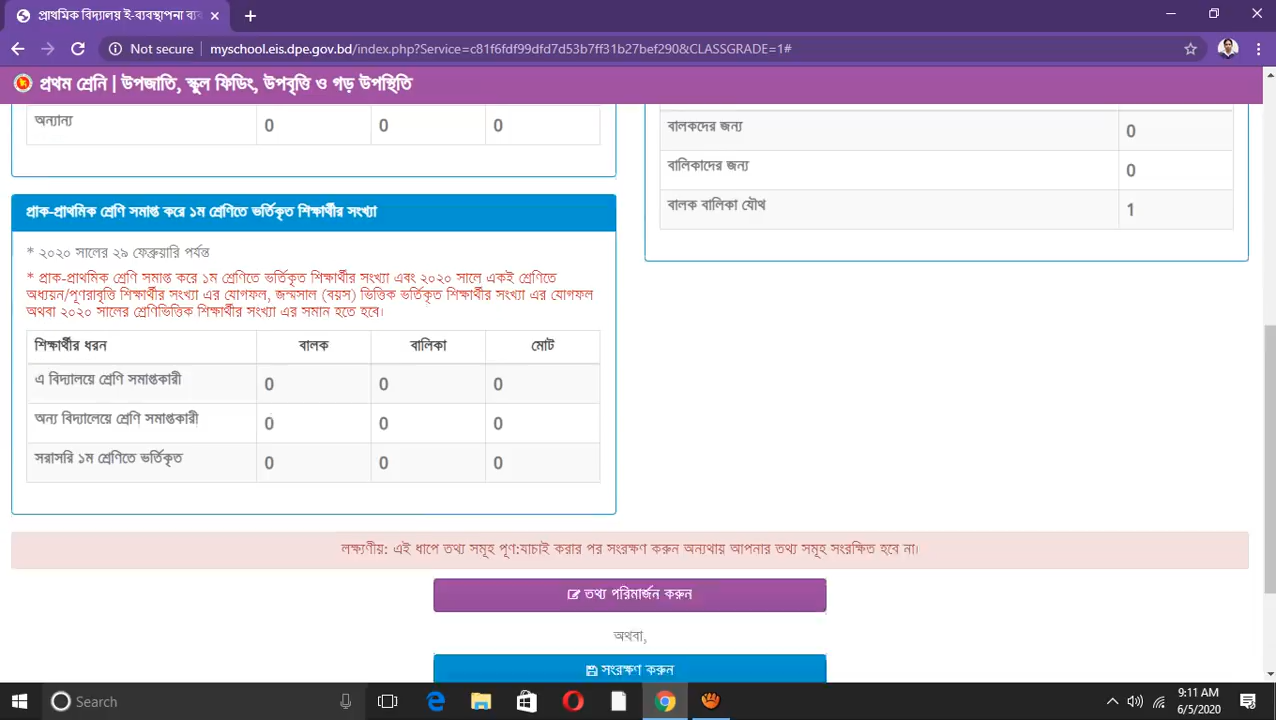 প্রাথমিক বিদ্যালয় ই-ব্যবস্থাপনা ব্যব
Not secure myschool.eis.dpe.gov.bd/index.php?Service=c81f6fdf99dfd7d53b7ff31b27bef290&CLASSGRADE=1#
প্রথম শ্রেনি | উপজাতি, স্কুল ফিডিং, উপবৃত্তি ও গড় উপস্থিতি
অন্যান্য 0 0 0
প্রাক-প্রাথমিক শ্রেণি সমাপ্ত করে ১ম শ্রেণিতে ভর্তিকৃত শিক্ষার্থীর সংখ্যা
* ২০২০ সালের ২৯ ফেব্রুয়ারি পর্যন্ত
* প্রাক-প্রাথমিক শ্রেণি সমাপ্ত করে ১ম শ্রেণিতে ভর্তিকৃত শিক্ষার্থীর সংখ্যা এবং ২০২০ সালে একই শ্রেণিতে
অধ্যয়ন/পূণরাবৃত্তি শিক্ষার্থীর সংখ্যা এর যোগফল, জন্মসাল (বয়স) ভিত্তিক ভর্তিকৃত শিক্ষার্থীর সংখ্যা এর যোগফল
অথবা ২০২০ সালের শ্রেণিভিত্তিক শিক্ষার্থীর সংখ্যা এর সমান হতে হবে।
শিক্ষার্থীর ধরন বালক বালিকা মোট
এ বিদ্যালয়ে শ্রেণি সমাপ্তকারী 0 0 0
অন্য বিদ্যালেয়ে শ্রেণি সমাপ্তকারী 0 0 0
সরাসরি ১ম শ্রেণিতে ভর্তিকৃত 0 0 0
বালকদের জন্য 0
বালিকাদের জন্য 0
বালক বালিকা যৌথ 1
লক্ষ্যণীয়: এই ধাপে তথ্য সমূহ পূণ:যাচাই করার পর সংরক্ষণ করুন অন্যথায় আপনার তথ্য সমূহ সংরক্ষিত হবে না।
তথ্য পরিমার্জন করুন
অথবা,
সংরক্ষণ করুন
Search
9:11 AM
6/5/2020